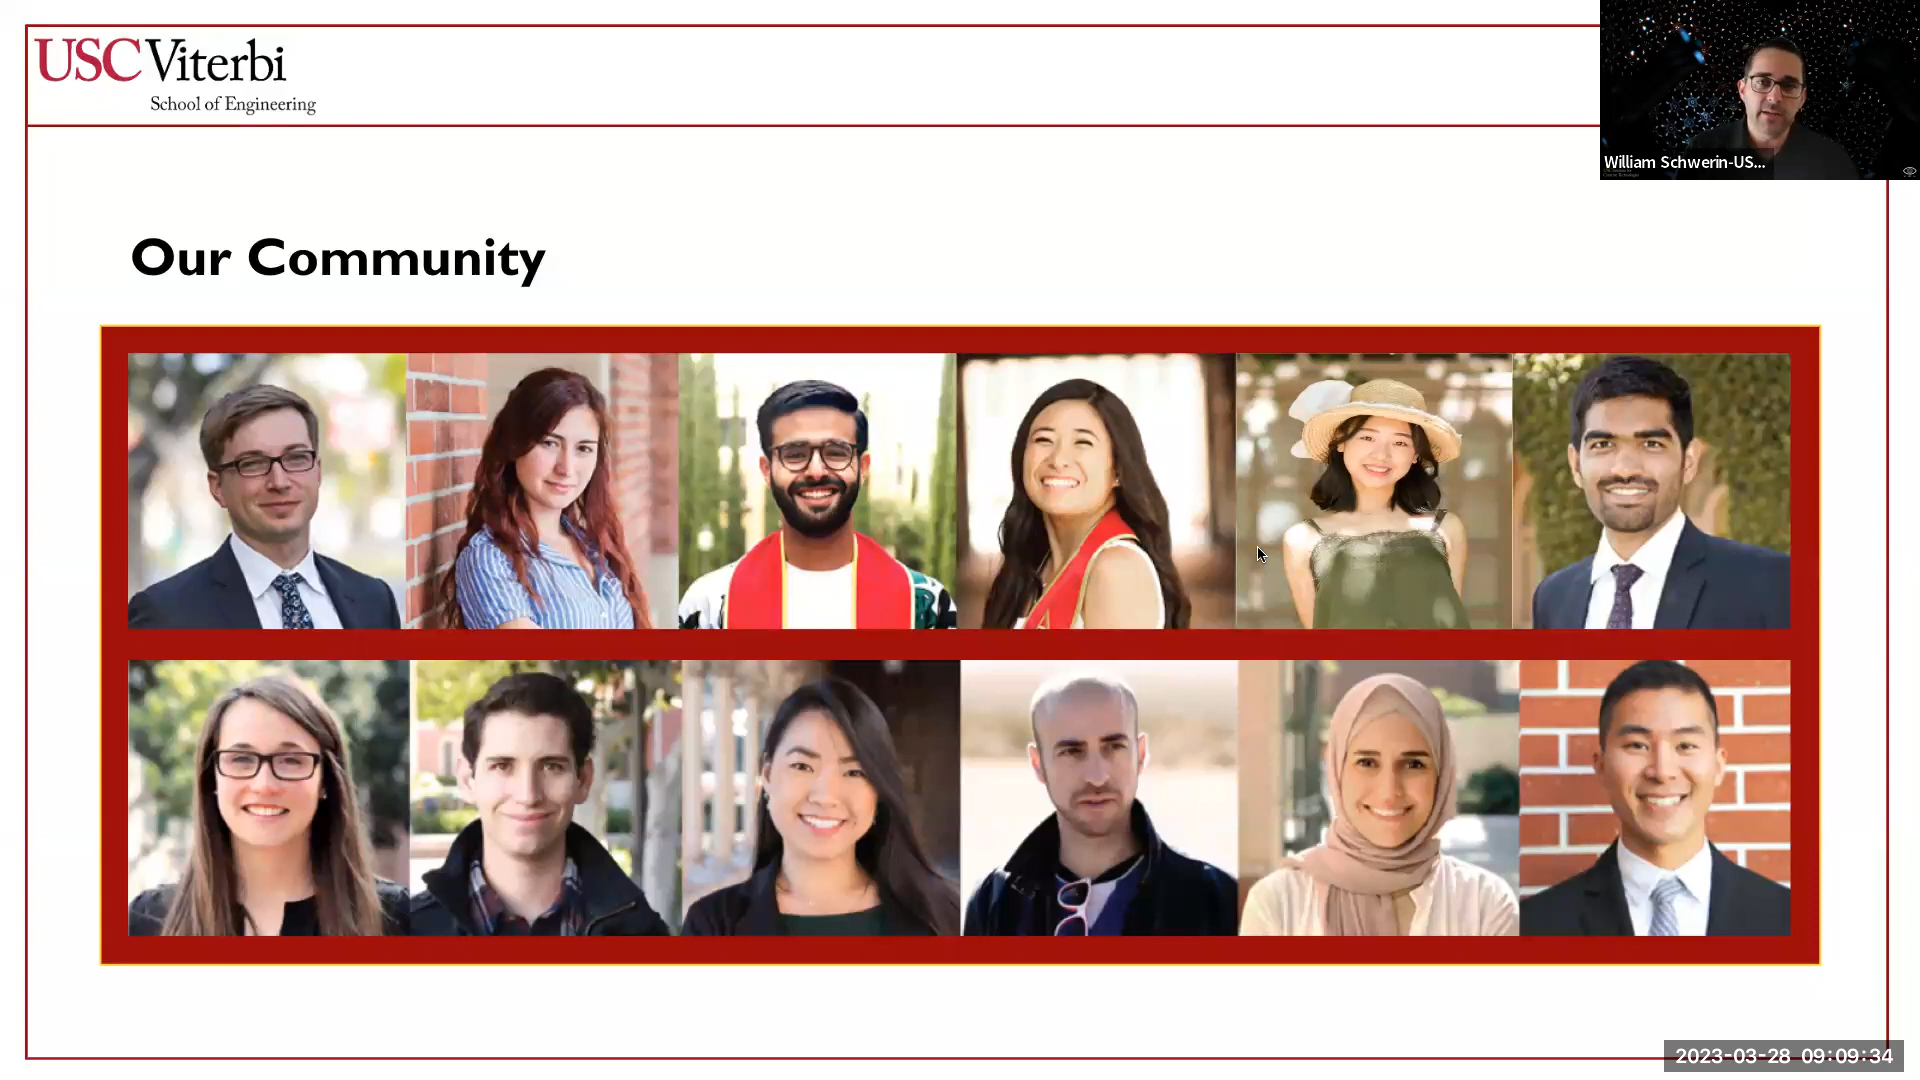 USC Viterbi
School of Engineering
William Schwerin-US...
Our Community
2023-03-28 09:09:34